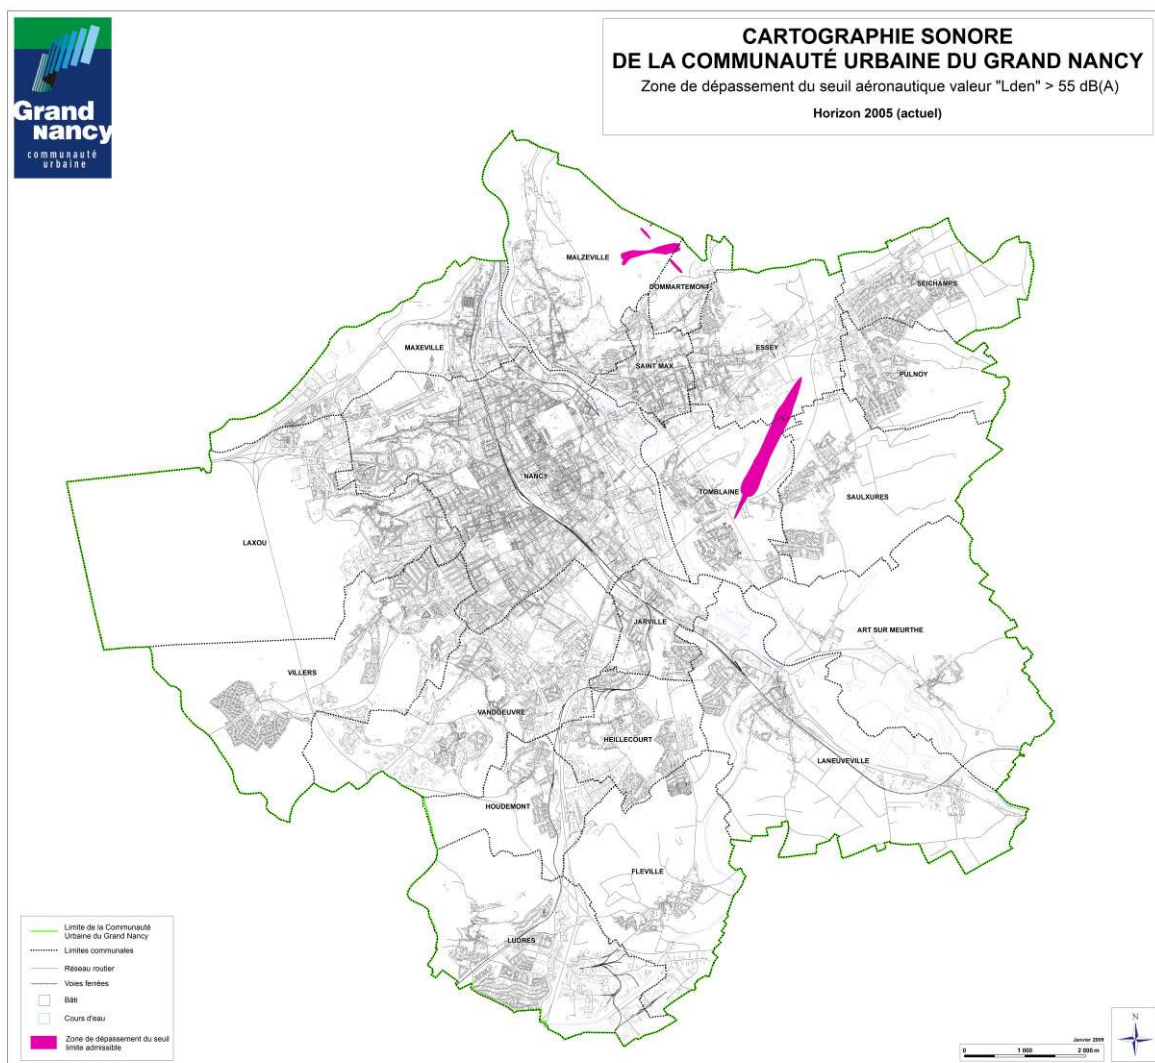 Grand
Nancy
communauté
urbaine
CARTOGRAPHIE SONORE
DE LA COMMUNAUTÉ URBAINE DU GRAND NANCY
Zone de dépassement du seuil aéronautique valeur "Lden" > 55 dB(A)
Horizon 2005 (actuel)
MALZEVILLE
DOMMARTEMONT
SEICHAMPS
MAXEVILLE
ESSEY
SAINT MAX
PULNOY
NANCY
TOMBLAINE
SAULXURES
LAXOU
JARVILLE
ART SUR MEURTHE
VILLERS
VANDOEUVRE
HEILLECOURT
LANEUVEVILLE
HOUDEMONT
FLEVILLE
LUDRES
Limite de la Communauté
Urbaine du Grand Nancy
Limites communales
Réseau routier
Voies ferrées
Bâti
Cours d'eau
Zone de dépassement du seuil
limite admissible
Janvier 2009
0 1 000 2 000 m
N